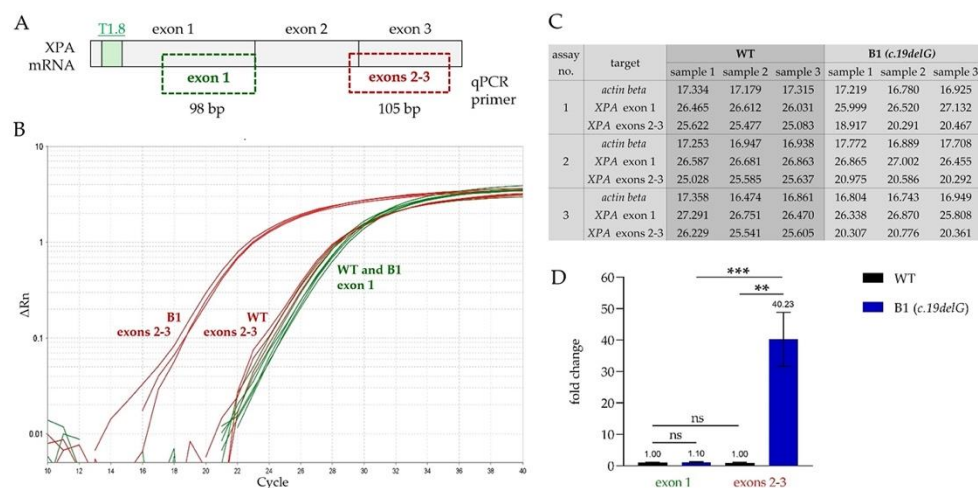 A
T1.8 exon 1 exon 2 exon 3
XPA
mRNA
exon 1 exons 2-3
qPCR
primer
98 bp 105 bp
B
ΔRn
10
1
0.1
0.01
B1
exons 2-3
WT
exons 2-3
WT and B1
exon 1
10 12 14 16 18 20 22 24 26 28 30 32 34 36 38 40
Cycle
C
assay no. target WT B1 (c.19delG)
sample 1 sample 2 sample 3 sample 1 sample 2 sample 3
1
actin beta 17.334 17.179 17.315 17.219 16.780 16.925
XPA exon 1 26.465 26.612 26.031 25.999 26.520 27.132
XPA exons 2-3 25.622 25.477 25.083 18.917 20.291 20.467
2
actin beta 17.253 16.947 16.938 17.772 16.889 17.708
XPA exon 1 26.587 26.681 26.863 26.865 27.002 26.455
XPA exons 2-3 25.028 25.585 25.637 20.975 20.586 20.292
3
actin beta 17.358 16.474 16.861 16.804 16.743 16.949
XPA exon 1 27.291 26.751 26.470 26.338 26.870 25.808
XPA exons 2-3 26.229 25.541 25.605 20.307 20.776 20.361
D
WT
B1 (c.19delG)
fold change
60
50
40
30
20
10
0
***
**
40.23
ns
ns
1.00 1.10 1.00
exon 1 exons 2-3